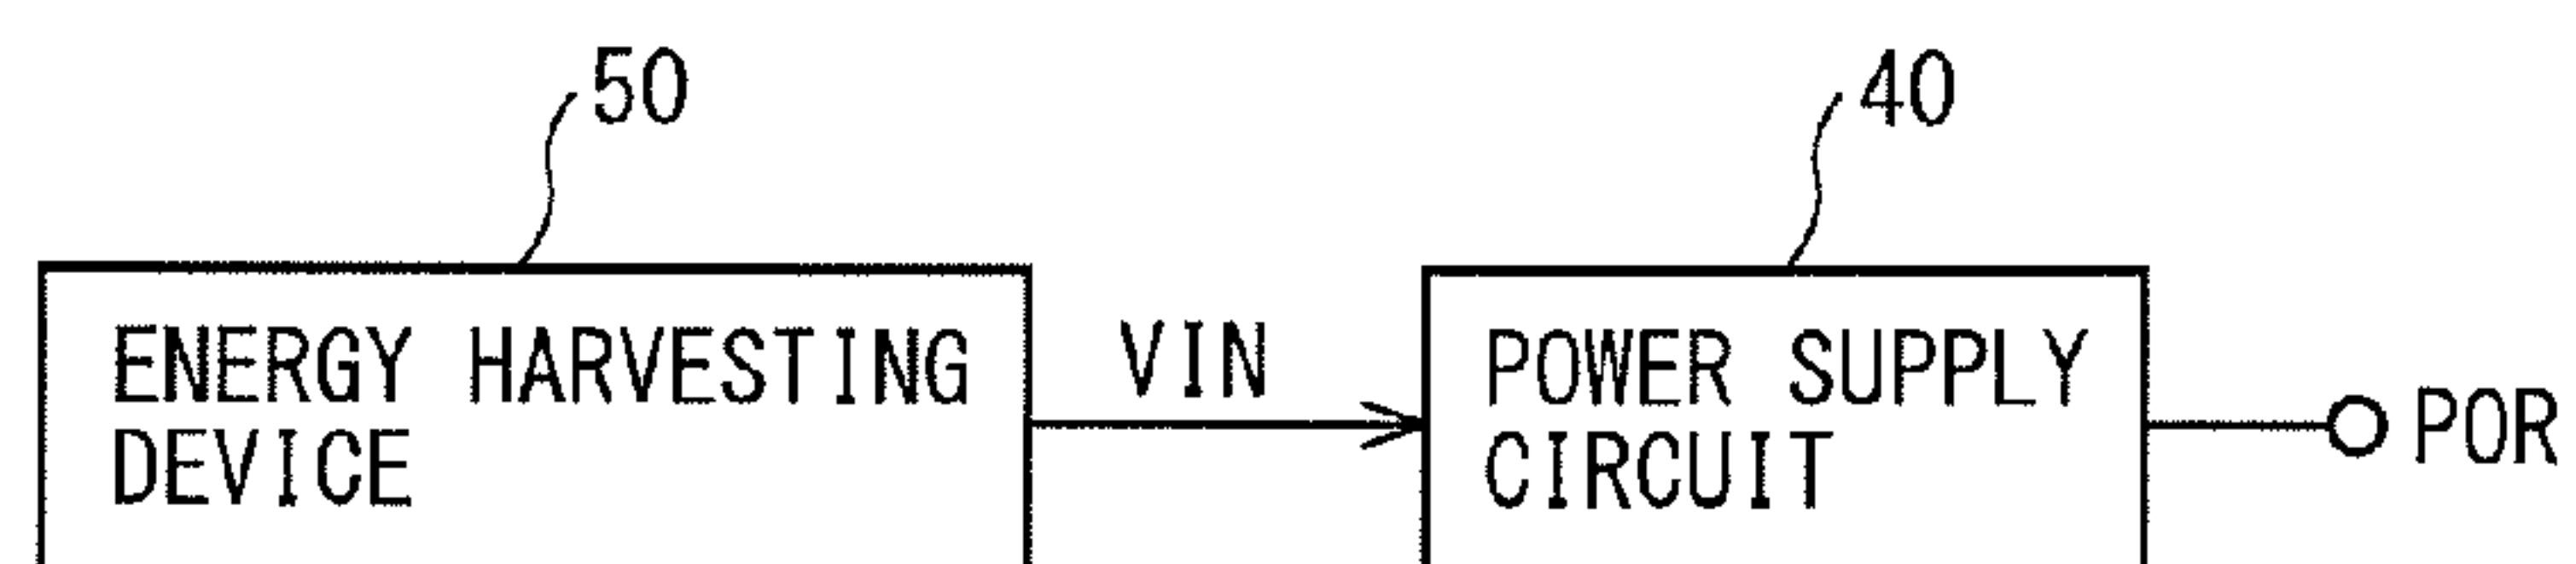 50
40
ENERGY HARVESTING
DEVICE
VIN
POWER SUPPLY
CIRCUIT
POR